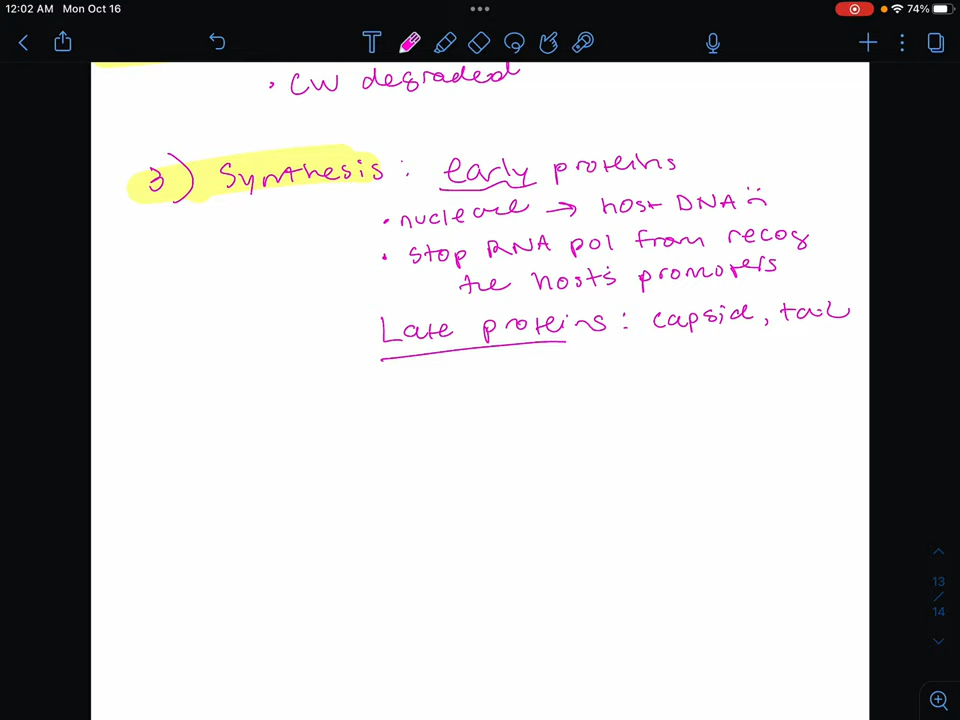 12:02 AM Mon Oct 16
74%
• CW degraded
3) Synthesis: early proteins
• nuclease → host DNA
• Stop RNA pol from recog
the host's promoters
Late proteins: capsid, tail
13
/
14